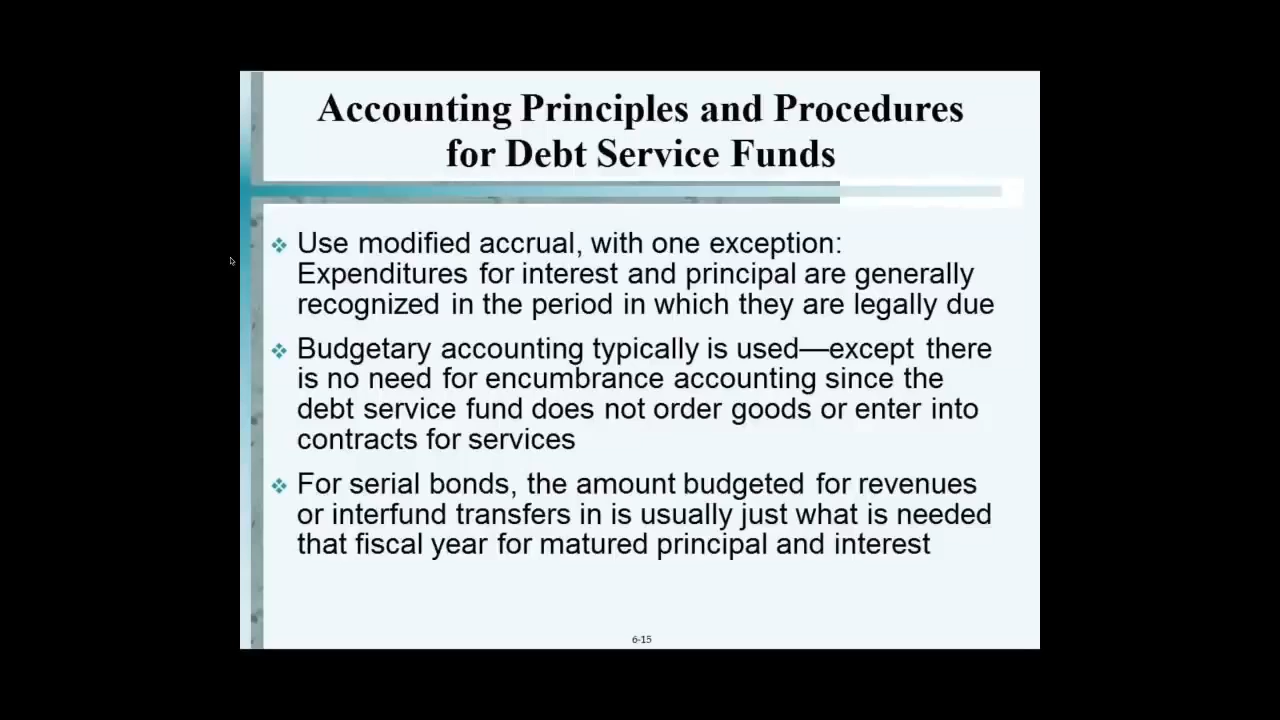 Accounting Principles and Procedures
for Debt Service Funds
Use modified accrual, with one exception:
Expenditures for interest and principal are generally
recognized in the period in which they are legally due
Budgetary accounting typically is used—except there
is no need for encumbrance accounting since the
debt service fund does not order goods or enter into
contracts for services
For serial bonds, the amount budgeted for revenues
or interfund transfers in is usually just what is needed
that fiscal year for matured principal and interest
6-15